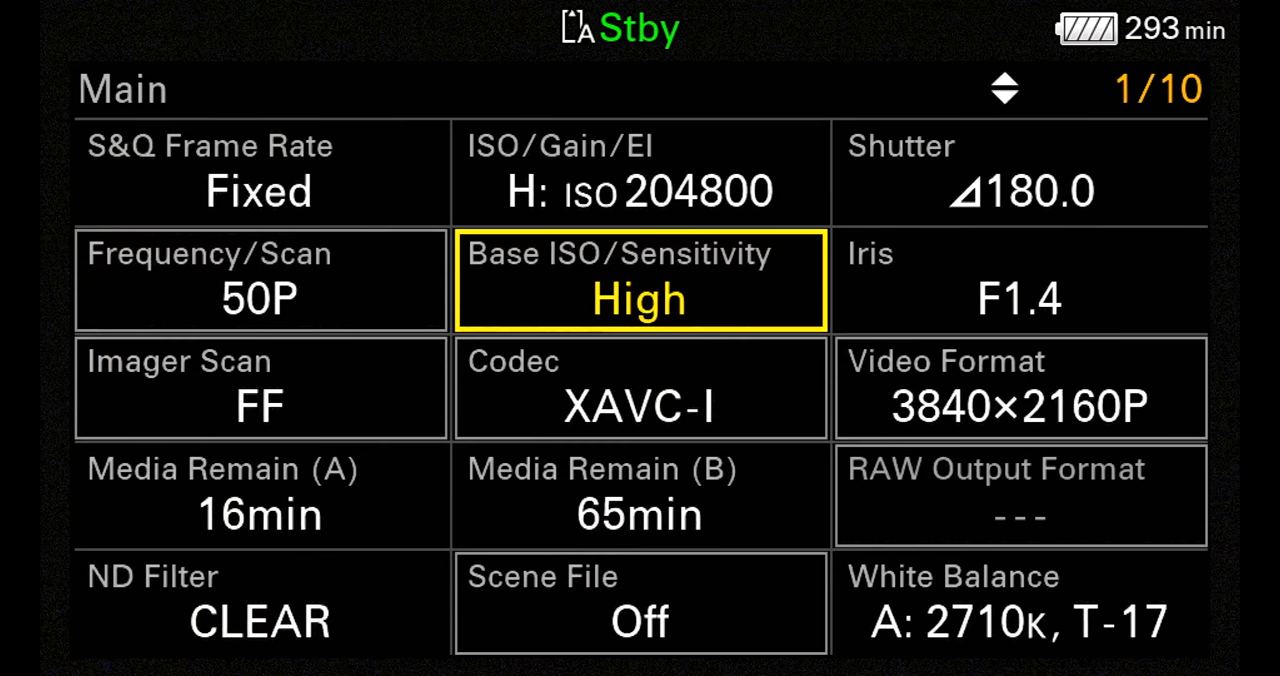 A Stby 293 min
Main 1/10
S&Q Frame Rate ISO/Gain/EI Shutter
Fixed H: ISO 204800 ⊿180.0
Frequency/Scan Base ISO/Sensitivity Iris
50P High F1.4
Imager Scan Codec Video Format
FF XAVC-I 3840×2160P
Media Remain (A) Media Remain (B) RAW Output Format
16min 65min ---
ND Filter Scene File White Balance
CLEAR Off A: 2710K, T-17